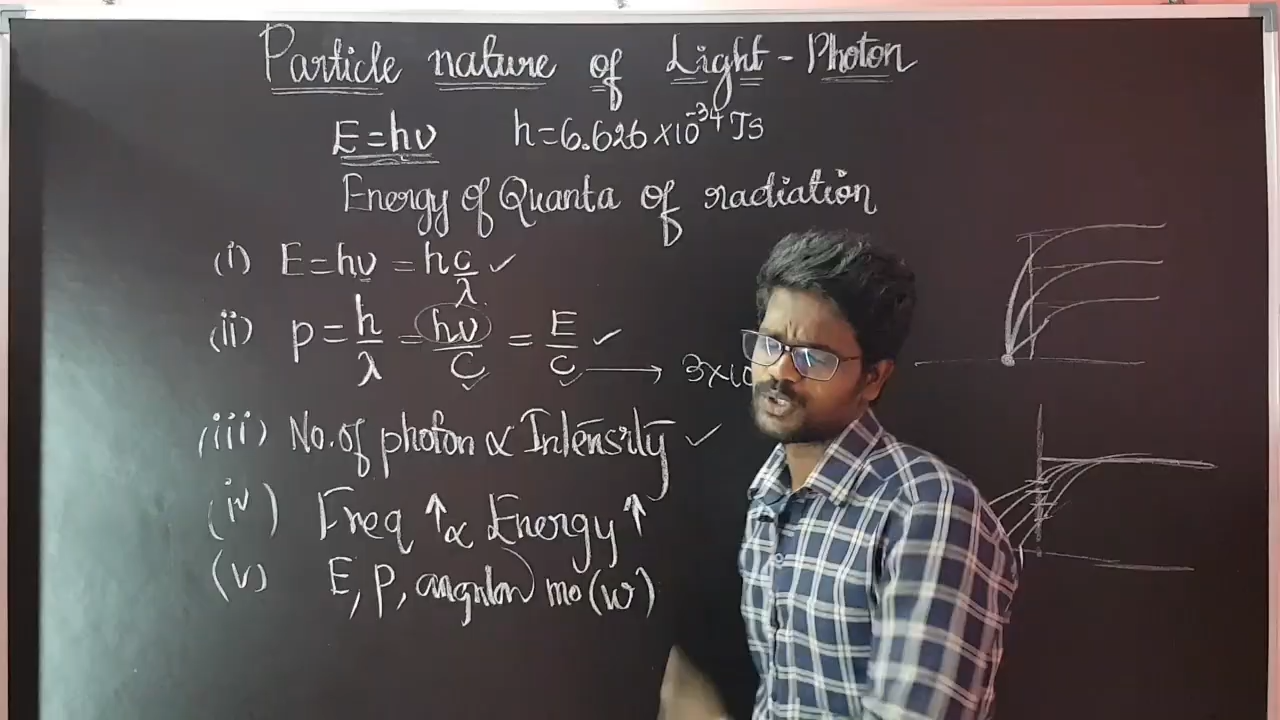 Particle nature of Light - Photon
E = hν h = 6.626 × 10⁻³⁴ JS
Energy of Quanta of radiation
(i) E = hν = h c/λ ✓
(ii) p = h/λ = hν/c = E/c ✓ → 3×10
(iii) No. of photon ∝ Intensity ✓
(iv) Freq ↑ ∝ Energy ↑
(v) E, p, angular mo (w)